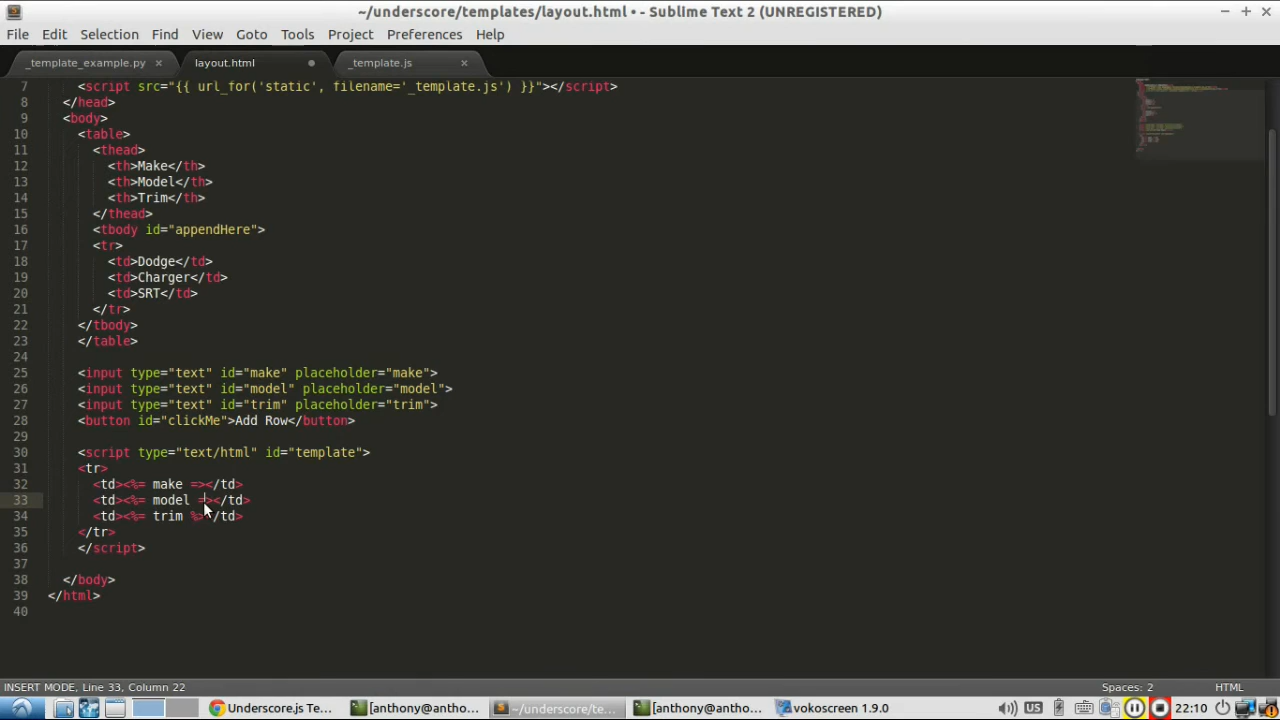 ~/underscore/templates/layout.html • - Sublime Text 2 (UNREGISTERED)
File Edit Selection Find View Goto Tools Project Preferences Help
_template_example.py × layout.html _template.js ×
7 <script src="{{ url_for('static', filename='_template.js') }}"></script>
8 </head>
9 <body>
10 <table>
11 <thead>
12 <th>Make</th>
13 <th>Model</th>
14 <th>Trim</th>
15 </thead>
16 <tbody id="appendHere">
17 <tr>
18 <td>Dodge</td>
19 <td>Charger</td>
20 <td>SRT</td>
21 </tr>
22 </tbody>
23 </table>
24
25 <input type="text" id="make" placeholder="make">
26 <input type="text" id="model" placeholder="model">
27 <input type="text" id="trim" placeholder="trim">
28 <button id="clickMe">Add Row</button>
29
30 <script type="text/html" id="template">
31 <tr>
32 <td><%= make =></td>
33 <td><%= model =></td>
34 <td><%= trim %></td>
35 </tr>
36 </script>
37
38 </body>
39 </html>
40
INSERT MODE, Line 33, Column 22 Spaces: 2 HTML
Underscore.js Te... [anthony@antho... ~/underscore/te... [anthony@antho... vokoscreen 1.9.0 US 22:10